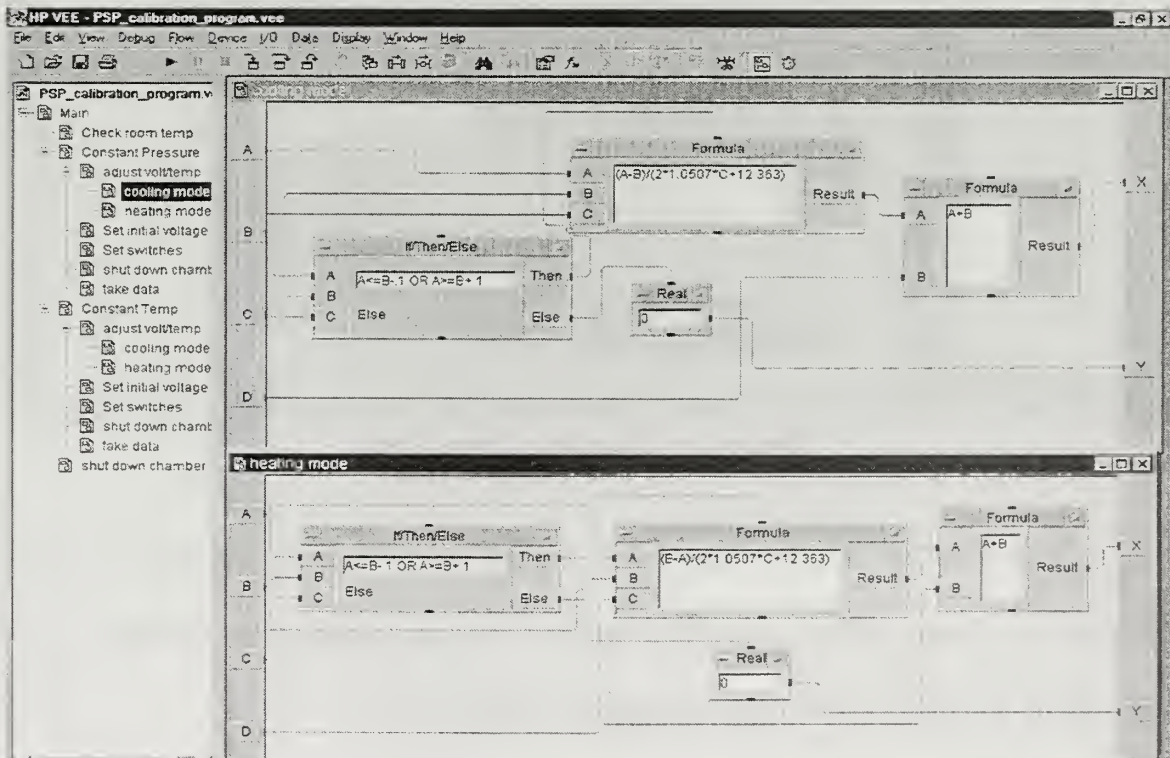 HP VEE - PSP_calibration_program.vee
File Edit View Debug Flow Device I/O Data Display Window Help
PSP_calibration_program.v
Main
Check room temp
Constant Pressure
adjust volt/temp
cooling mode
heating mode
Set initial voltage
Set switches
shut down chamb
take data
Constant Temp
adjust volt/temp
cooling mode
heating mode
Set initial voltage
Set switches
shut down chamb
take data
shut down chamber
A
B
C
D
Formula
A
B
C
(A-B)/(2*1.0507*C+12.363)
Result
Formula
A
B
A+B
Result
X
If/Then/Else
A
B
C
A<=B-.1 OR A>=B+.1
Else
Then
Else
Real
0
Y
heating mode
A
B
C
D
If/Then/Else
A
B
C
A<=B-.1 OR A>=B+.1
Else
Then
Else
Formula
A
B
C
(B-A)/(2*1.0507*C+12.363)
Result
Formula
A
B
A+B
Result
X
Real
0
Y